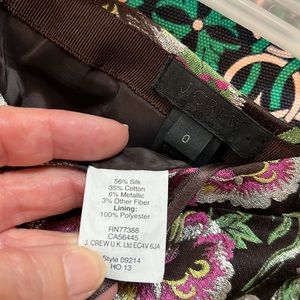 J.CREW
0
56% Silk
35% Cotton
6% Metallic
3% Other Fiber
Lining:
100% Polyester
RN77388
CA56445
J. CREW U.K. Ltd EC4V 6JA
Style 09214
HO 13